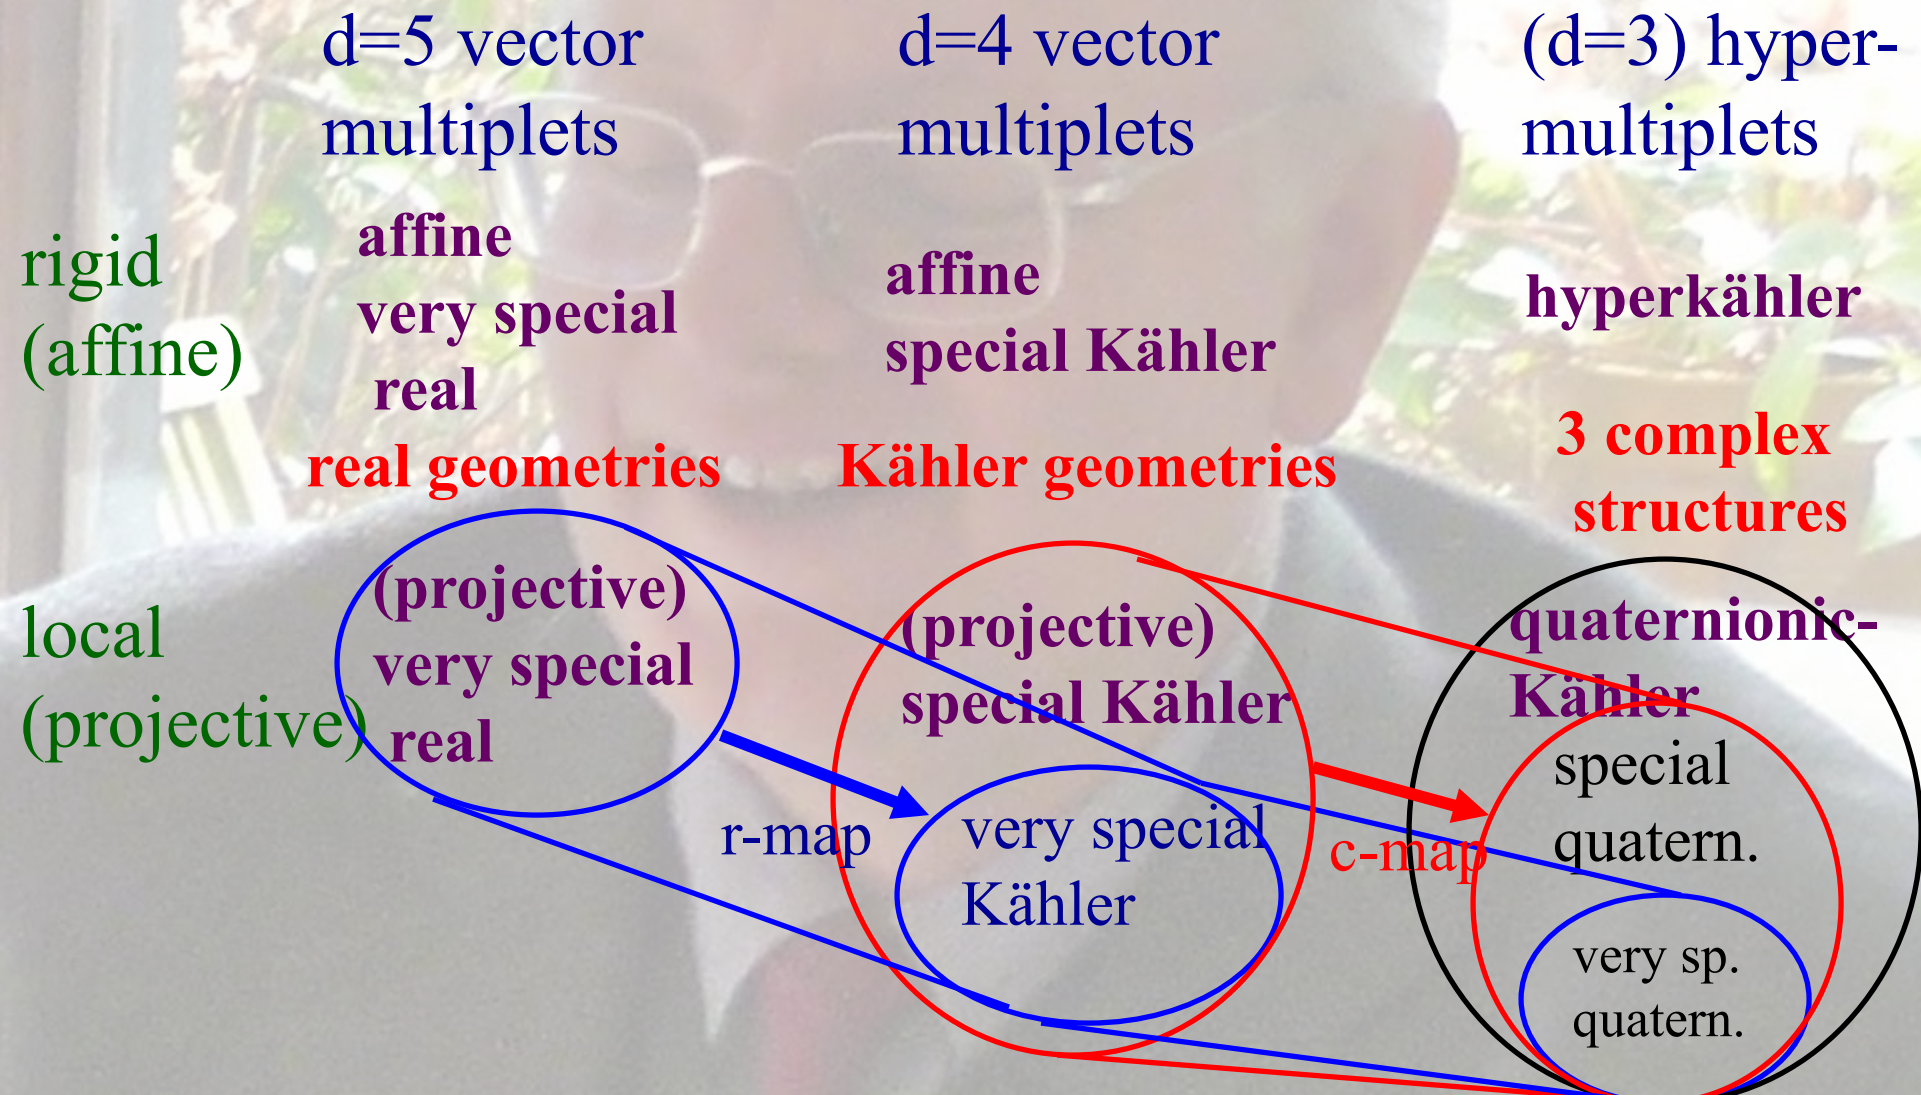 d=5 vector
multiplets
d=4 vector
multiplets
(d=3) hyper-
multiplets
rigid
(affine)
affine
very special
real
affine
special Kähler
hyperkähler
real geometries
Kähler geometries
3 complex
structures
local
(projective)
(projective)
very special
real
(projective)
special Kähler
quaternionic-
Kähler
r-map
very special
Kähler
c-map
special
quatern.
very sp.
quatern.